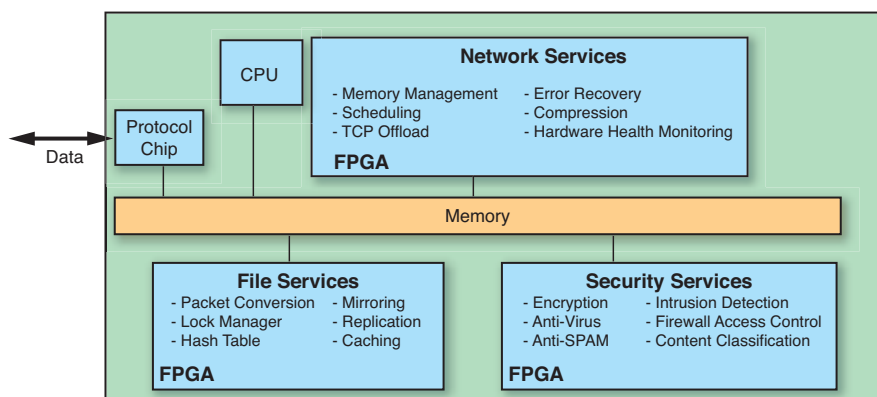 Network Services
CPU
- Memory Management
- Error Recovery
- Scheduling
- Compression
- TCP Offload
- Hardware Health Monitoring
FPGA
Protocol
Chip
Data
Memory
File Services
- Packet Conversion
- Mirroring
- Lock Manager
- Replication
- Hash Table
- Caching
FPGA
Security Services
- Encryption
- Intrusion Detection
- Anti-Virus
- Firewall Access Control
- Anti-SPAM
- Content Classification
FPGA